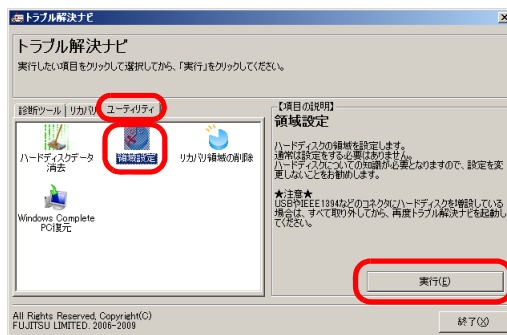 トラブル解決ナビ
トラブル解決ナビ
実行したい項目をクリックして選択してから、「実行」をクリックしてください。
診断ツール
リカバリ
ユーティリティ
ハードディスクデータ
消去
領域設定
リカバリ領域の削除
Windows Complete
PC復元
【項目の説明】
領域設定
ハードディスクの領域を設定します。
通常は設定をする必要はありません。
ハードディスクについての知識が必要となりますので、設定を変
更しないことをお勧めします。
★注意★
USBやIEEE1394などのコネクタにハードディスクを増設している
場合は、すべて取り外してから、再度トラブル解決ナビを起動し
てください。
実行(E)
All Rights Reserved, Copyright(C)
FUJITSU LIMITED. 2006-2009
終了(X)